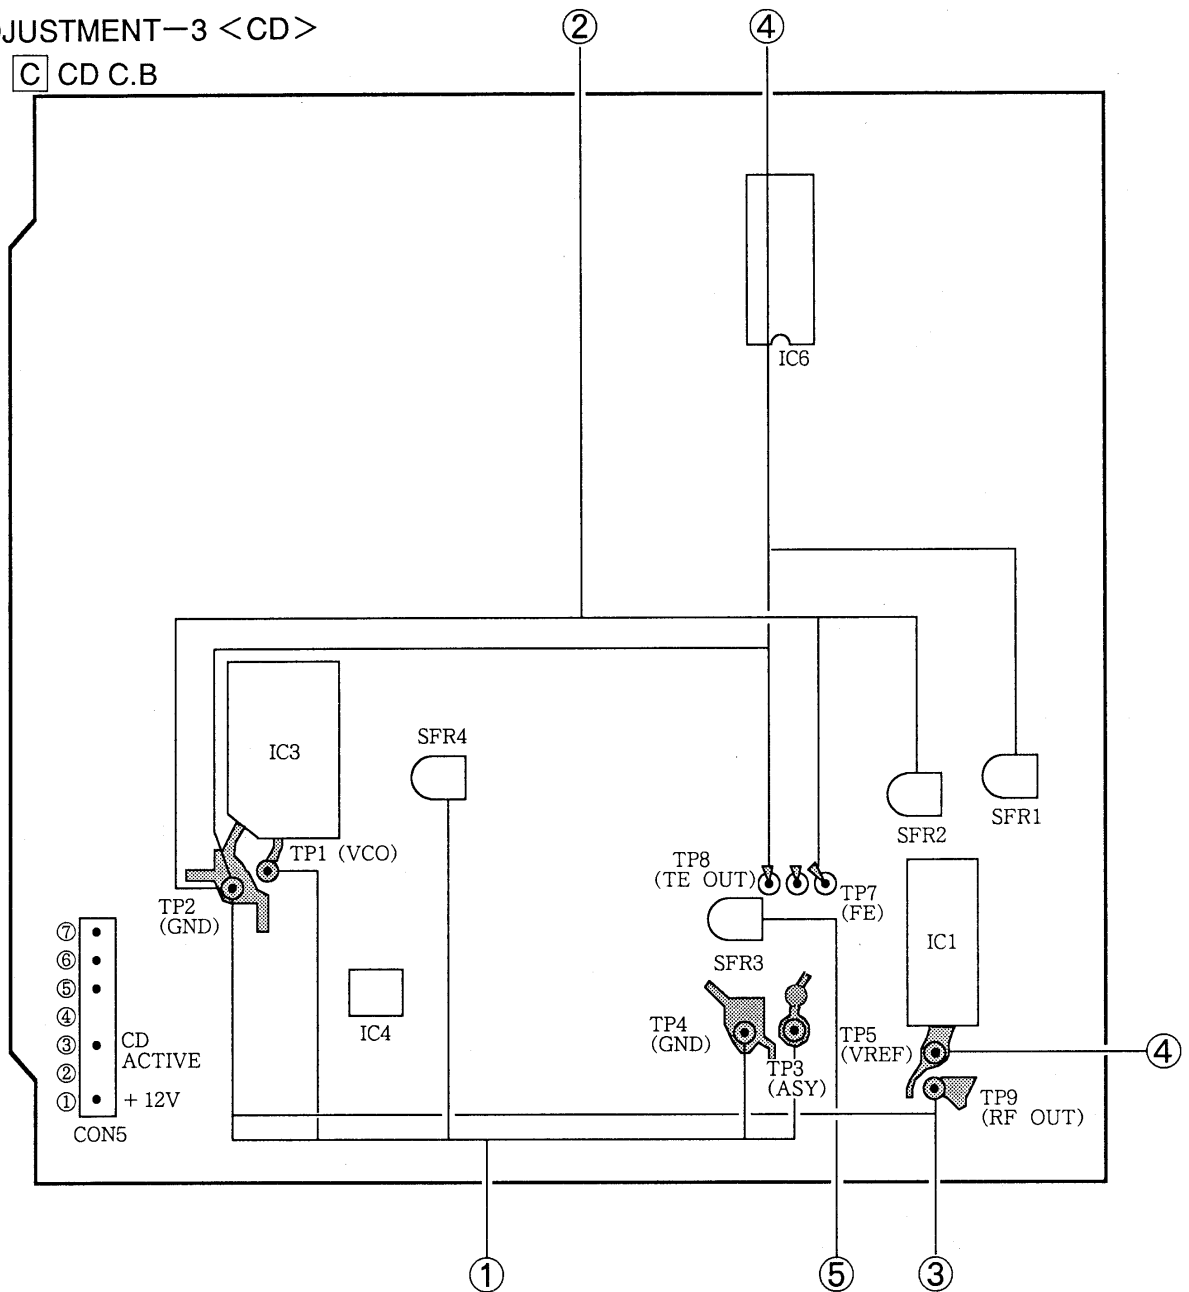 DJUSTMENT－3 ＜CD＞
② ④
C CD C.B
IC6
IC3
SFR4
SFR1
SFR2
TP1 (VCO)
TP8
(TE OUT)
TP7
(FE)
TP2
(GND)
SFR3
IC1
⑦
⑥
⑤
④
③
②
①
CD
ACTIVE
+ 12V
CON5
IC4
TP4
(GND)
TP3
(ASY)
TP5
(VREF)
④
TP9
(RF OUT)
① ⑤ ③